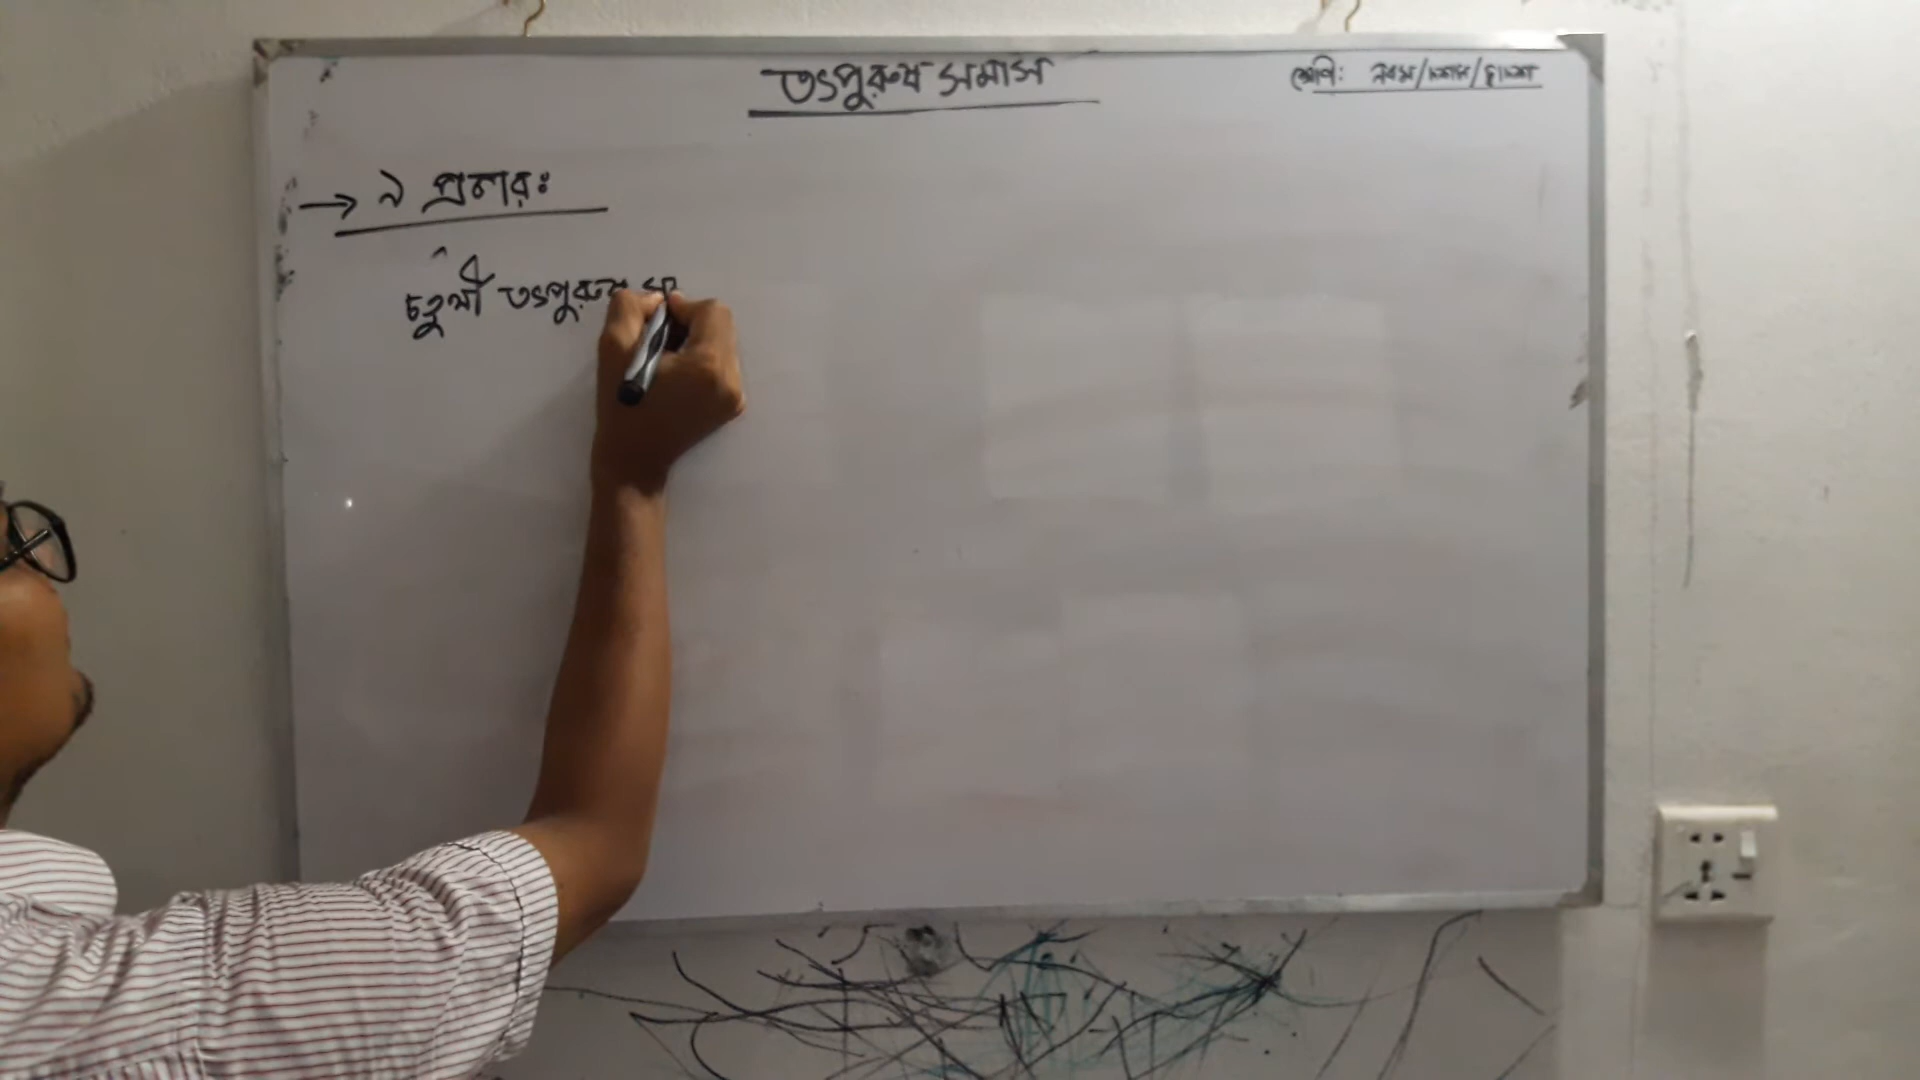 তৎপুরুষ সমাস
শ্রেণি: নবম/দশম/দ্বাদশ
→ ৯ প্রকারঃ
চতুর্থী তৎপুরুষ স